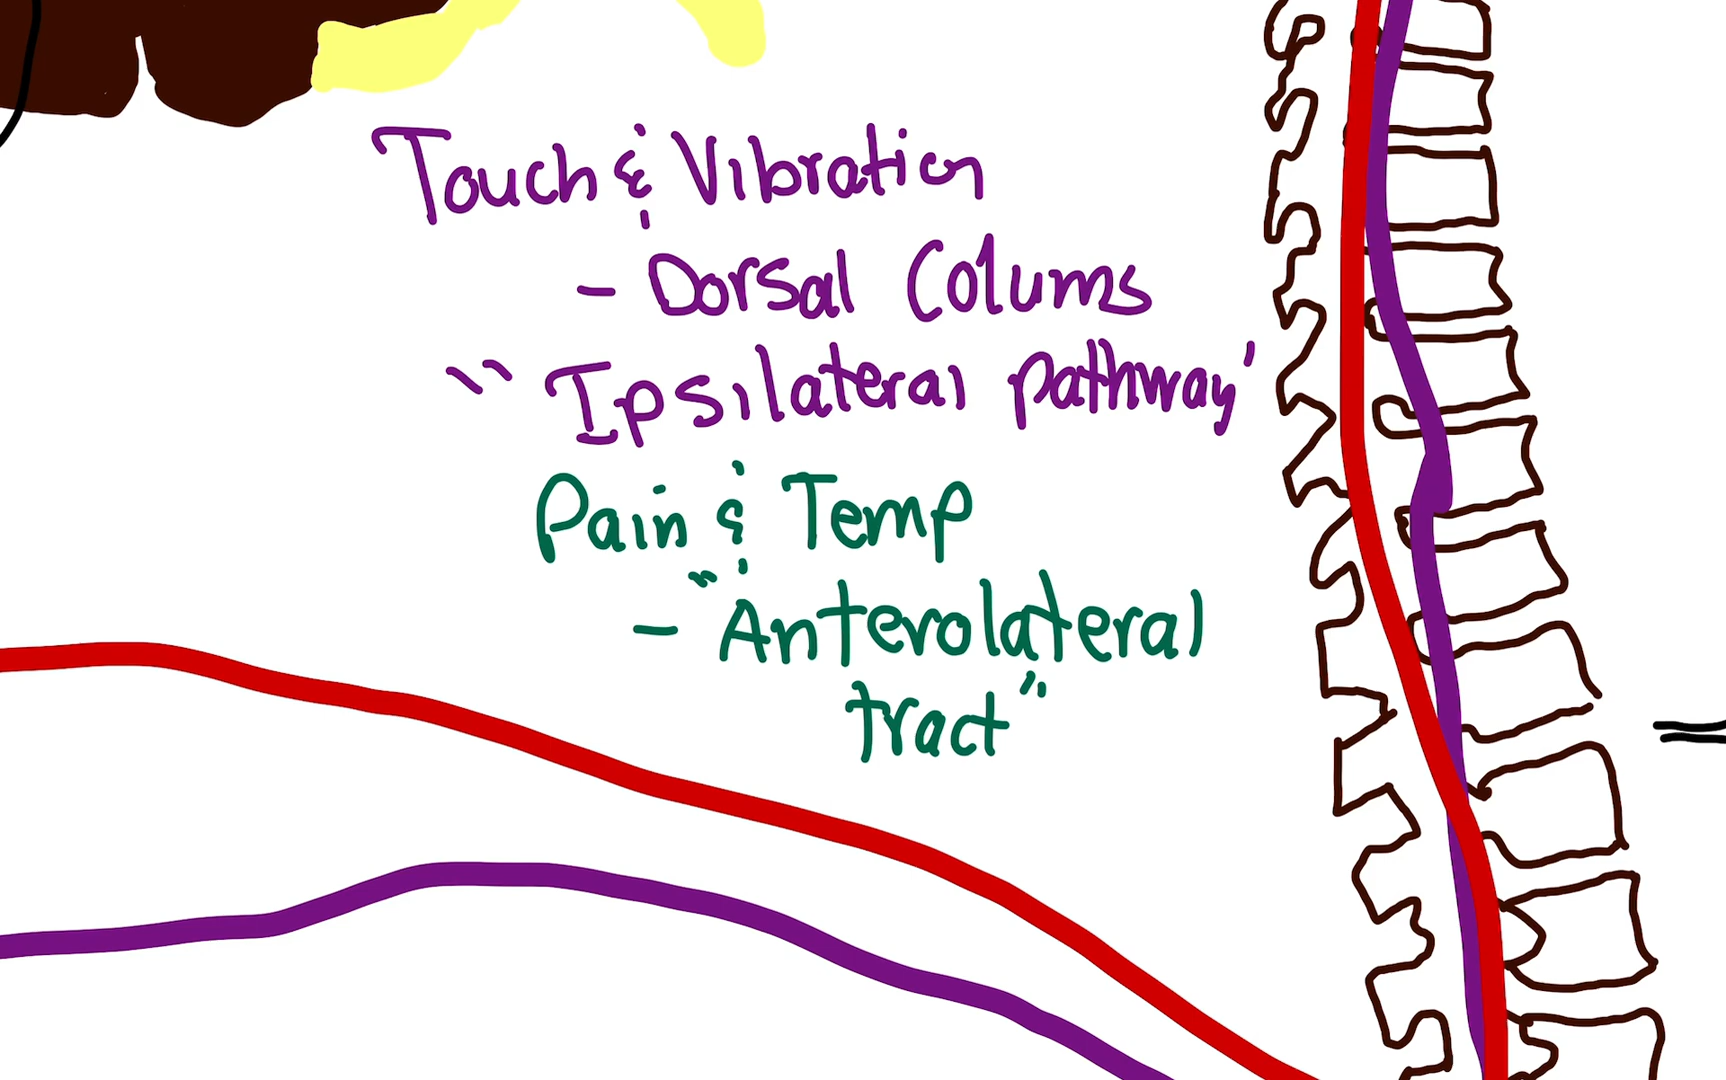 Touch & Vibration
- Dorsal Colums
"Ipsilateral pathway'
Pain & Temp
- "Anterolateral
tract"